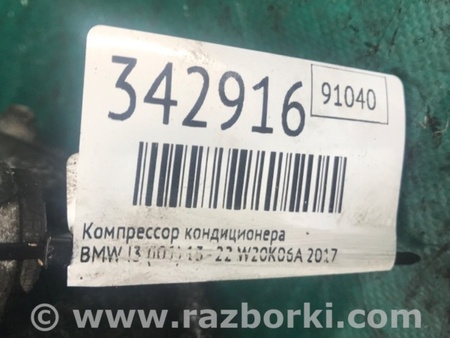 342916
91040
Компрессор кондиционера
BMW I3 (I01) 13-22 W20K06A 2017
www.razborki.com